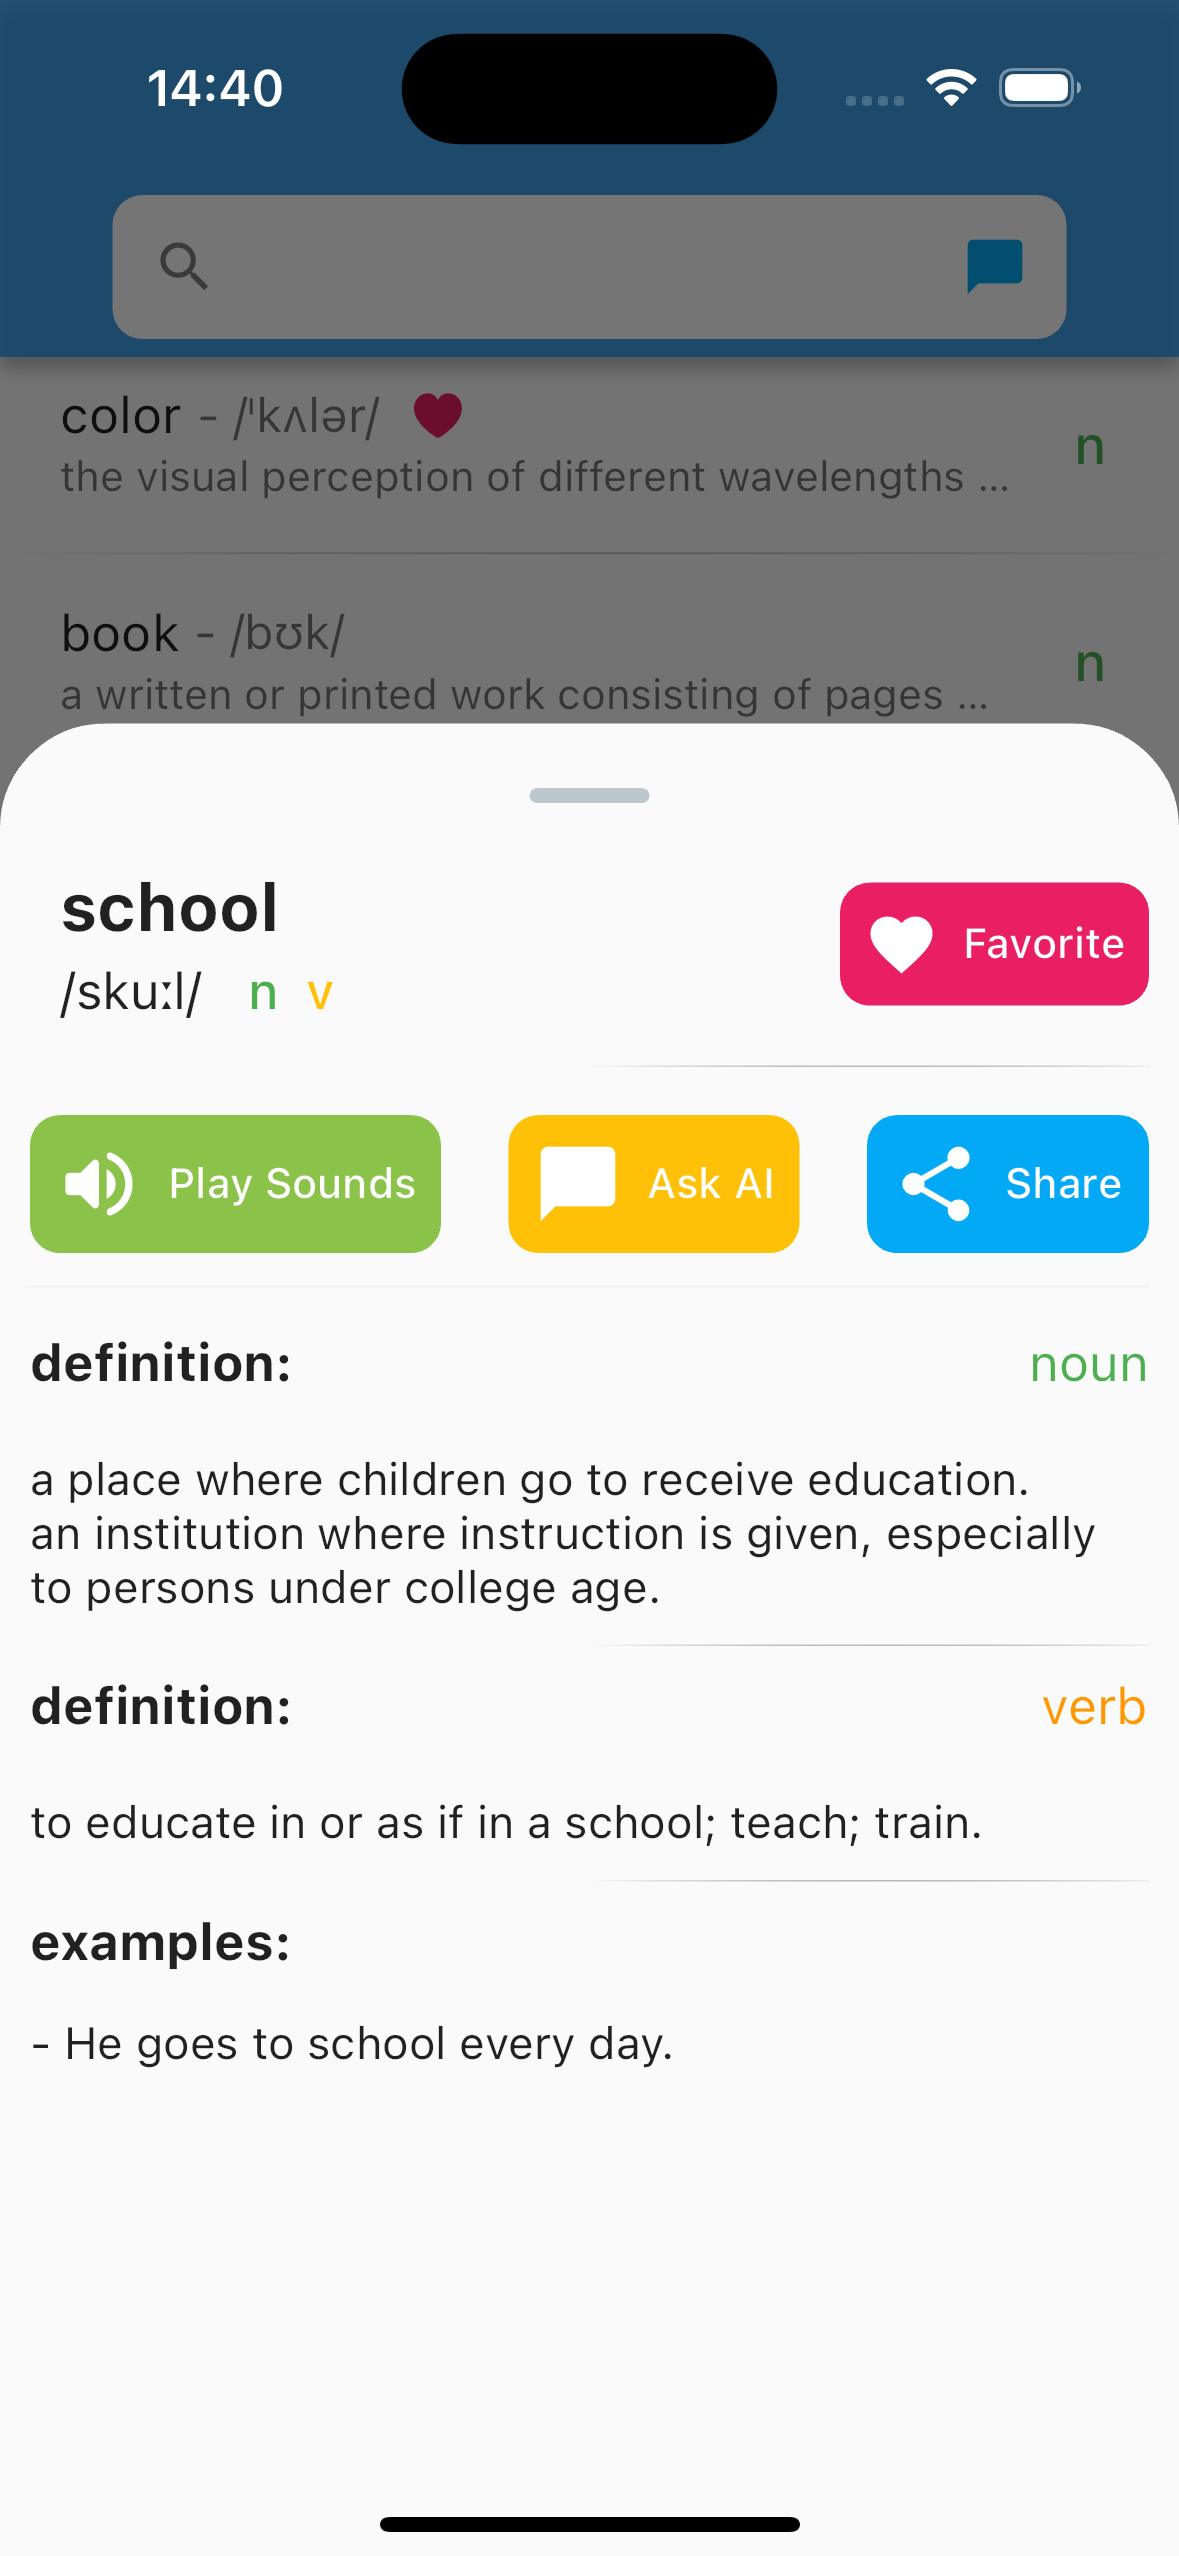 14:40
color - /ˈkʌlər/
n
the visual perception of different wavelengths ...
book - /bʊk/
n
a written or printed work consisting of pages ...
school
Favorite
/skuːl/ n v
Play Sounds
Ask AI
Share
definition:
noun
a place where children go to receive education.
an institution where instruction is given, especially
to persons under college age.
definition:
verb
to educate in or as if in a school; teach; train.
examples:
- He goes to school every day.